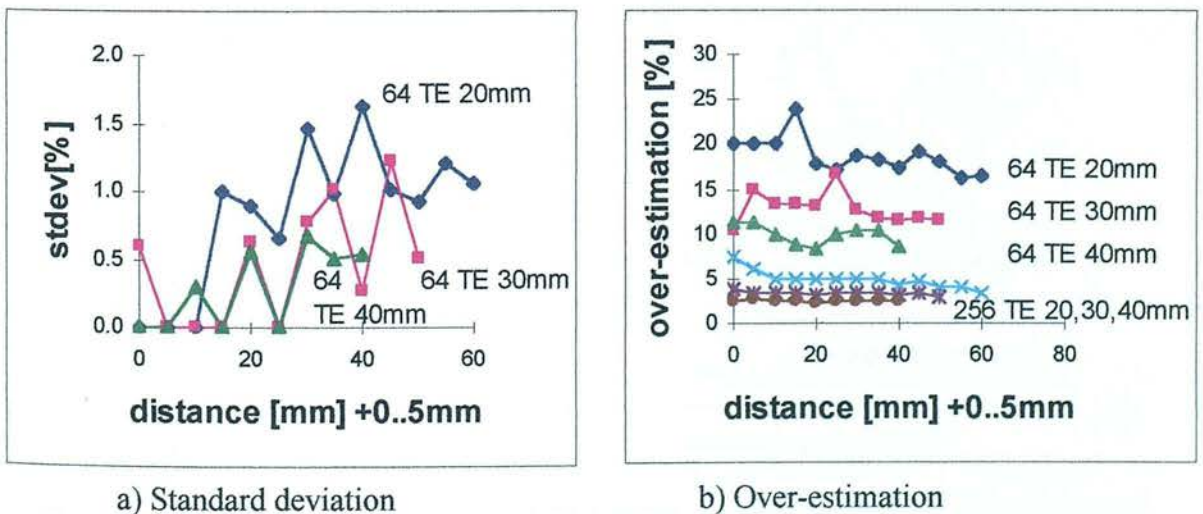 2.0
1.5
1.0
0.5
0.0
stdev[%]
64 TE 20mm
64
TE 40mm
64 TE 30mm
0 20 40 60
distance [mm] +0..5mm
a) Standard deviation
30
25
20
15
10
5
0
over-estimation [%]
64 TE 20mm
64 TE 30mm
64 TE 40mm
256 TE 20,30,40mm
0 20 40 60 80
distance [mm] +0..5mm
b) Over-estimation